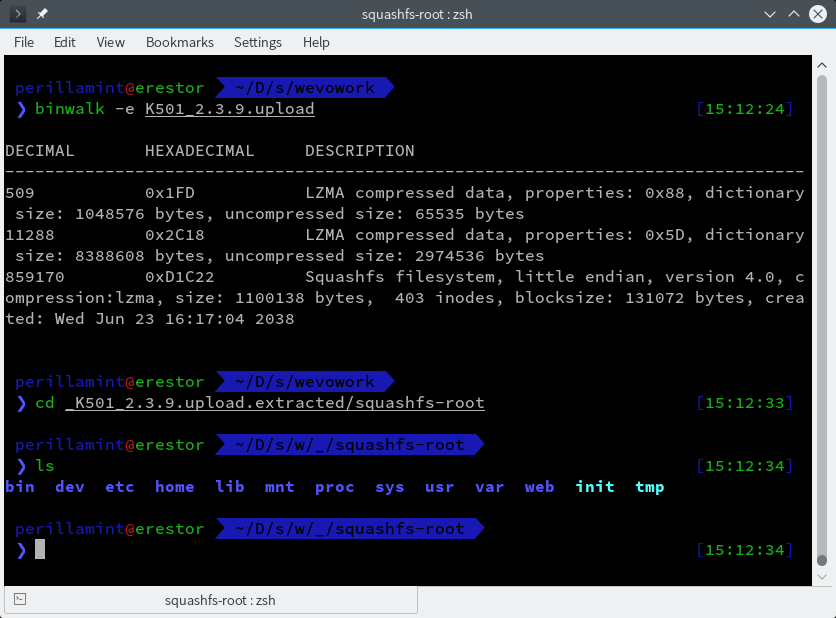 squashfs-root : zsh
File Edit View Bookmarks Settings Help
perillamint@erestor ~/D/s/wevowork
❯ binwalk -e K501_2.3.9.upload [15:12:24]
DECIMAL HEXADECIMAL DESCRIPTION
--------------------------------------------------------------------------------
509 0x1FD LZMA compressed data, properties: 0x88, dictionary
size: 1048576 bytes, uncompressed size: 65535 bytes
11288 0x2C18 LZMA compressed data, properties: 0x5D, dictionary
size: 8388608 bytes, uncompressed size: 2974536 bytes
859170 0xD1C22 Squashfs filesystem, little endian, version 4.0, c
ompression:lzma, size: 1100138 bytes,  403 inodes, blocksize: 131072 bytes, crea
ted: Wed Jun 23 16:17:04 2038
perillamint@erestor ~/D/s/wevowork
❯ cd _K501_2.3.9.upload.extracted/squashfs-root [15:12:33]
perillamint@erestor ~/D/s/w/_/squashfs-root
❯ ls [15:12:34]
bin dev etc home lib mnt proc sys usr var web init tmp
perillamint@erestor ~/D/s/w/_/squashfs-root
❯ [15:12:34]
squashfs-root : zsh